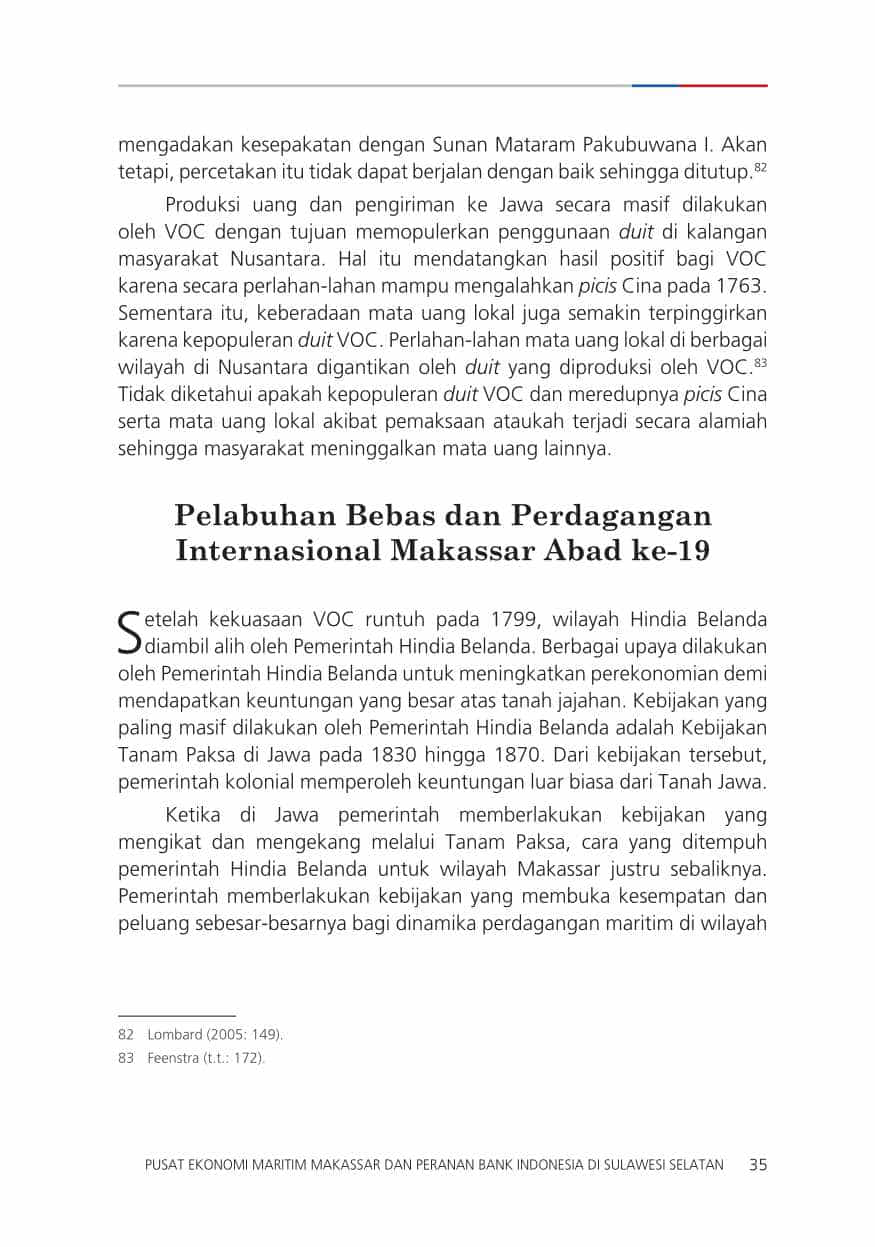 mengadakan kesepakatan dengan Sunan Mataram Pakubuwana I. Akan
tetapi, percetakan itu tidak dapat berjalan dengan baik sehingga ditutup.82
Produksi uang dan pengiriman ke Jawa secara masif dilakukan
oleh VOC dengan tujuan memopulerkan penggunaan duit di kalangan
masyarakat Nusantara. Hal itu mendatangkan hasil positif bagi VOC
karena secara perlahan-lahan mampu mengalahkan picis Cina pada 1763.
Sementara itu, keberadaan mata uang lokal juga semakin terpinggirkan
karena kepopuleran duit VOC. Perlahan-lahan mata uang lokal di berbagai
wilayah di Nusantara digantikan oleh duit yang diproduksi oleh VOC.83
Tidak diketahui apakah kepopuleran duit VOC dan meredupnya picis Cina
serta mata uang lokal akibat pemaksaan ataukah terjadi secara alamiah
sehingga masyarakat meninggalkan mata uang lainnya.
Pelabuhan Bebas dan Perdagangan
Internasional Makassar Abad ke-19
Setelah kekuasaan VOC runtuh pada 1799, wilayah Hindia Belanda
diambil alih oleh Pemerintah Hindia Belanda. Berbagai upaya dilakukan
oleh Pemerintah Hindia Belanda untuk meningkatkan perekonomian demi
mendapatkan keuntungan yang besar atas tanah jajahan. Kebijakan yang
paling masif dilakukan oleh Pemerintah Hindia Belanda adalah Kebijakan
Tanam Paksa di Jawa pada 1830 hingga 1870. Dari kebijakan tersebut,
pemerintah kolonial memperoleh keuntungan luar biasa dari Tanah Jawa.
Ketika di Jawa pemerintah memberlakukan kebijakan yang
mengikat dan mengekang melalui Tanam Paksa, cara yang ditempuh
pemerintah Hindia Belanda untuk wilayah Makassar justru sebaliknya.
Pemerintah memberlakukan kebijakan yang membuka kesempatan dan
peluang sebesar-besarnya bagi dinamika perdagangan maritim di wilayah
82 Lombard (2005: 149).
83 Feenstra (t.t.: 172).
PUSAT EKONOMI MARITIM MAKASSAR DAN PERANAN BANK INDONESIA DI SULAWESI SELATAN 35